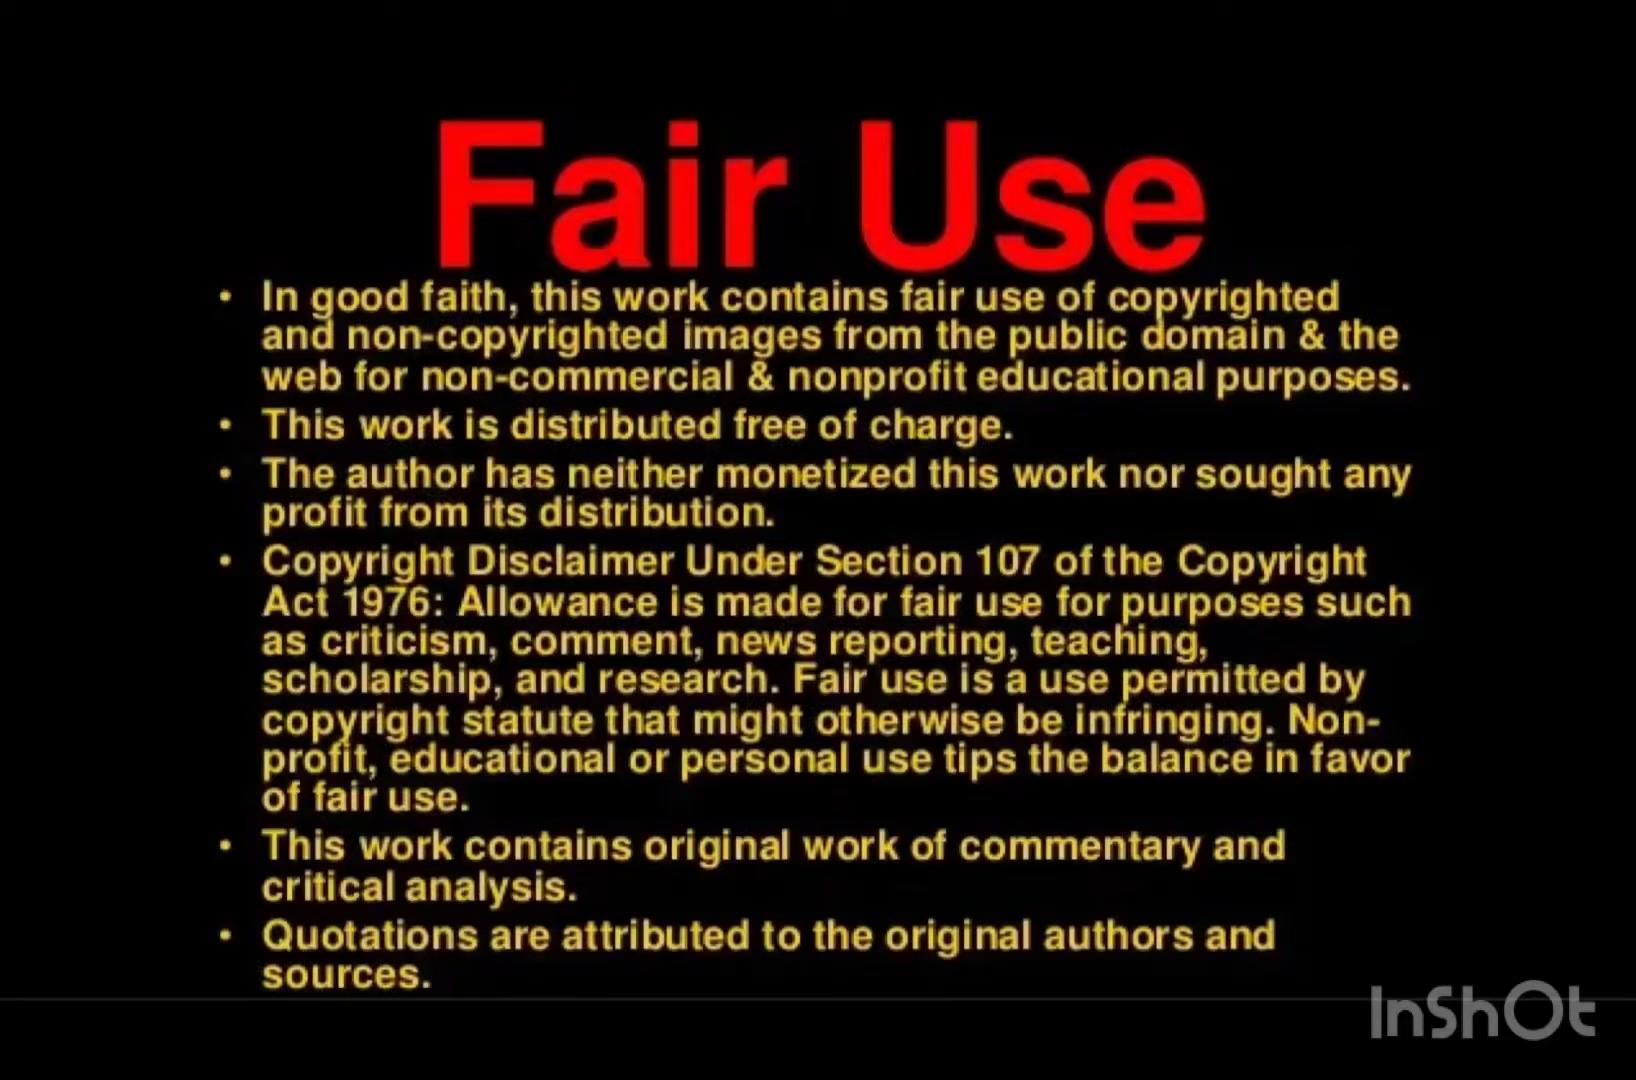 Fair Use
• In good faith, this work contains fair use of copyrighted
and non-copyrighted images from the public domain & the
web for non-commercial & nonprofit educational purposes.
• This work is distributed free of charge.
• The author has neither monetized this work nor sought any
profit from its distribution.
• Copyright Disclaimer Under Section 107 of the Copyright
Act 1976: Allowance is made for fair use for purposes such
as criticism, comment, news reporting, teaching,
scholarship, and research. Fair use is a use permitted by
copyright statute that might otherwise be infringing. Non-
profit, educational or personal use tips the balance in favor
of fair use.
• This work contains original work of commentary and
critical analysis.
• Quotations are attributed to the original authors and
sources.
InShOt